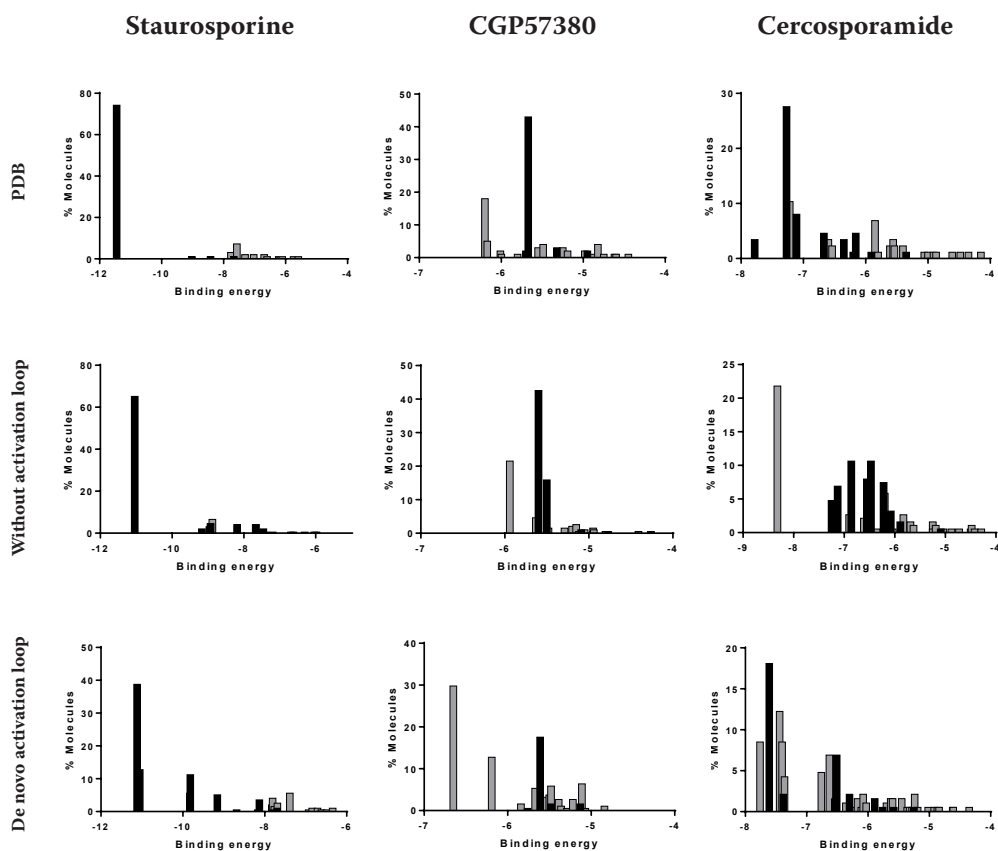 Staurosporine CGP57380 Cercosporamide
PDB
% Molecules
80
60
40
20
0
-12 -10 -8 -6 -4
Binding energy
% Molecules
50
40
30
20
10
0
-7 -6 -5 -4
Binding energy
% Molecules
30
20
10
0
-8 -7 -6 -5 -4
Binding energy
Without activation loop
% Molecules
80
60
40
20
0
-12 -10 -8 -6
Binding energy
% Molecules
50
40
30
20
10
0
-7 -6 -5 -4
Binding energy
% Molecules
25
20
15
10
5
0
-9 -8 -7 -6 -5 -4
Binding energy
De novo activation loop
% Molecules
50
40
30
20
10
0
-12 -10 -8 -6
Binding energy
% Molecules
40
30
20
10
0
-7 -6 -5 -4
Binding energy
% Molecules
20
15
10
5
0
-8 -7 -6 -5 -4
Binding energy